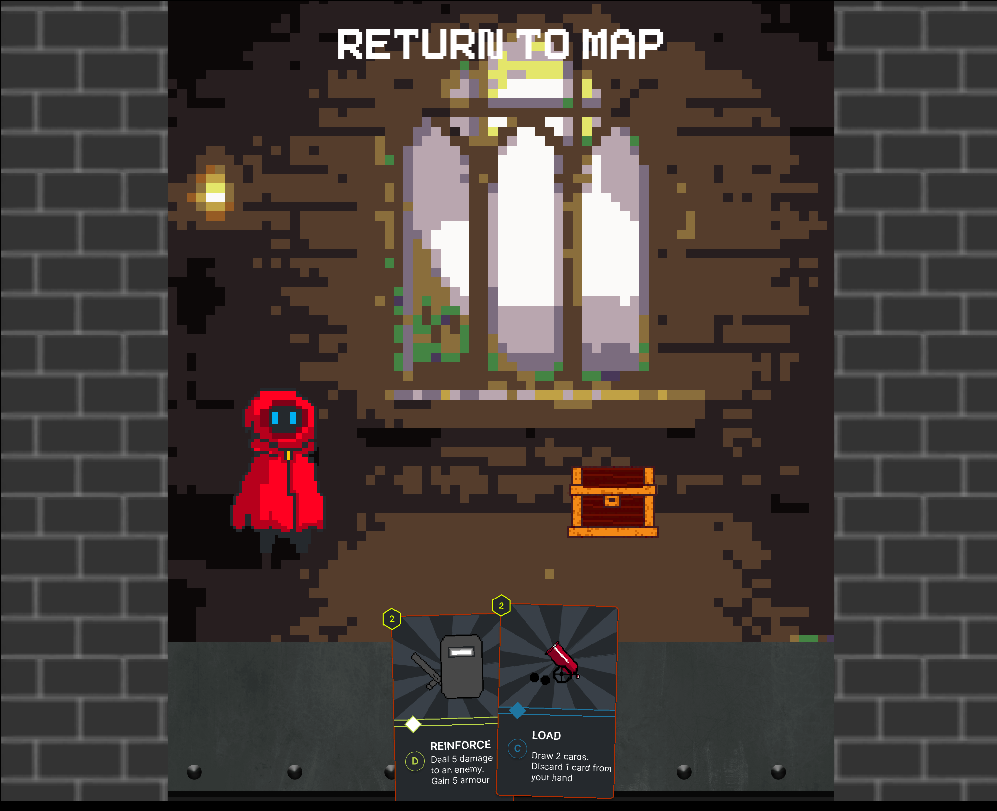 RETURN TO MAP
2
REINFORCE
D
Deal 5 damage
to an enemy.
Gain 5 armour
2
LOAD
C
Draw 2 cards.
Discard 1 card from
your hand